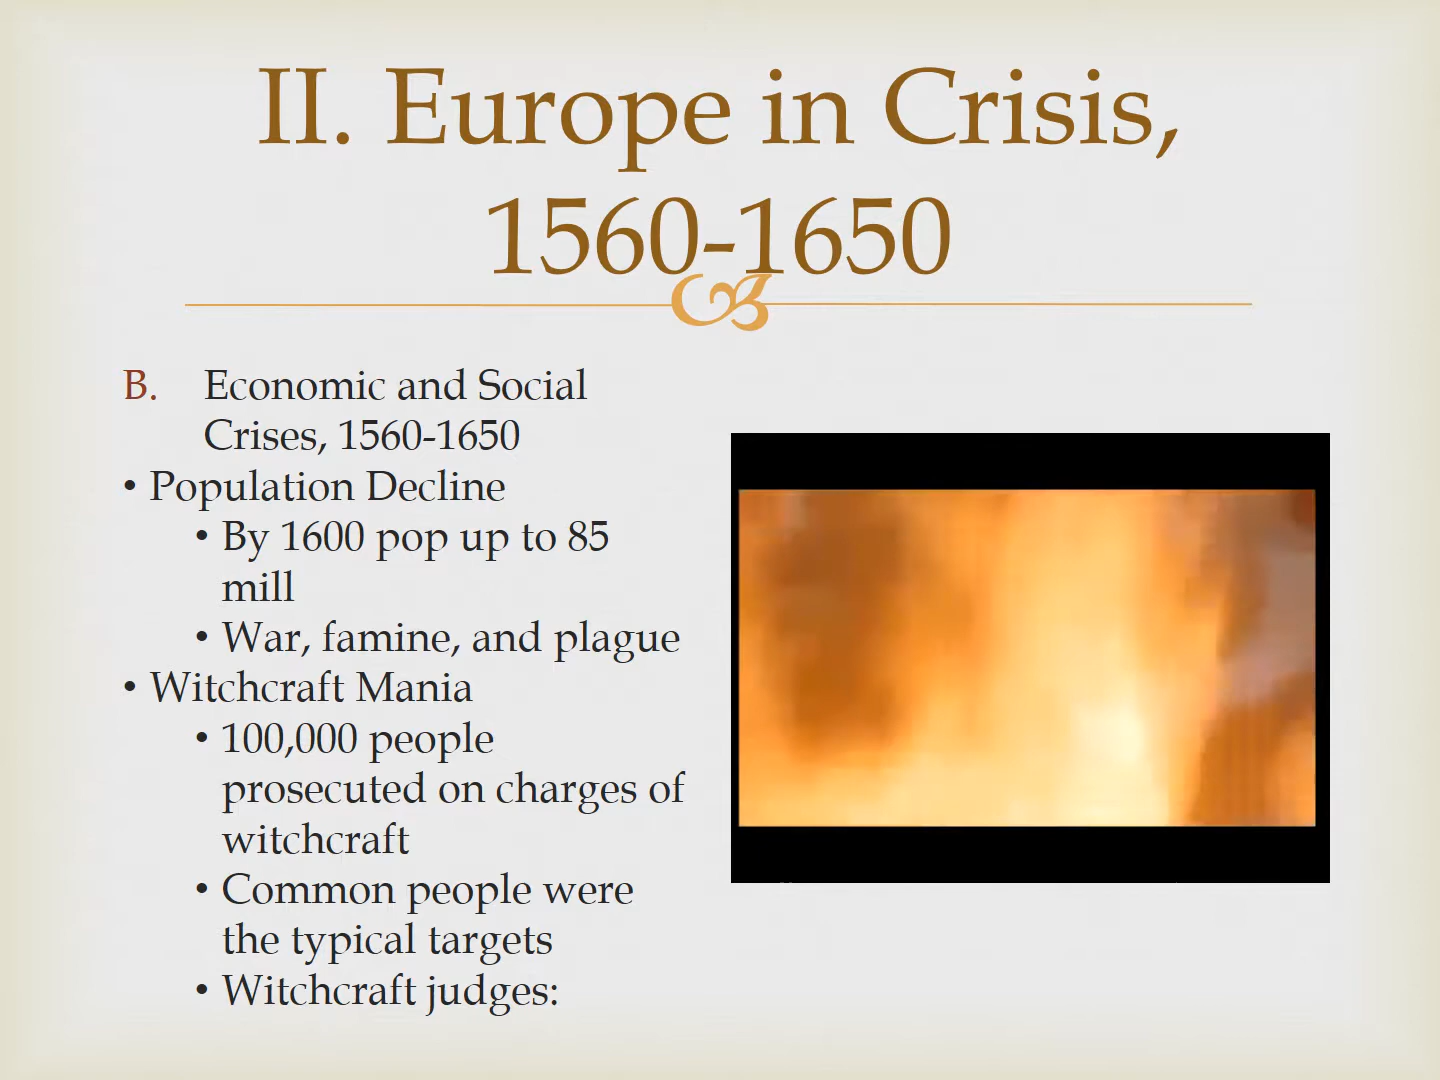 II. Europe in Crisis,
1560-1650
B. Economic and Social
Crises, 1560-1650
• Population Decline
• By 1600 pop up to 85
mill
• War, famine, and plague
• Witchcraft Mania
• 100,000 people
prosecuted on charges of
witchcraft
• Common people were
the typical targets
• Witchcraft judges: